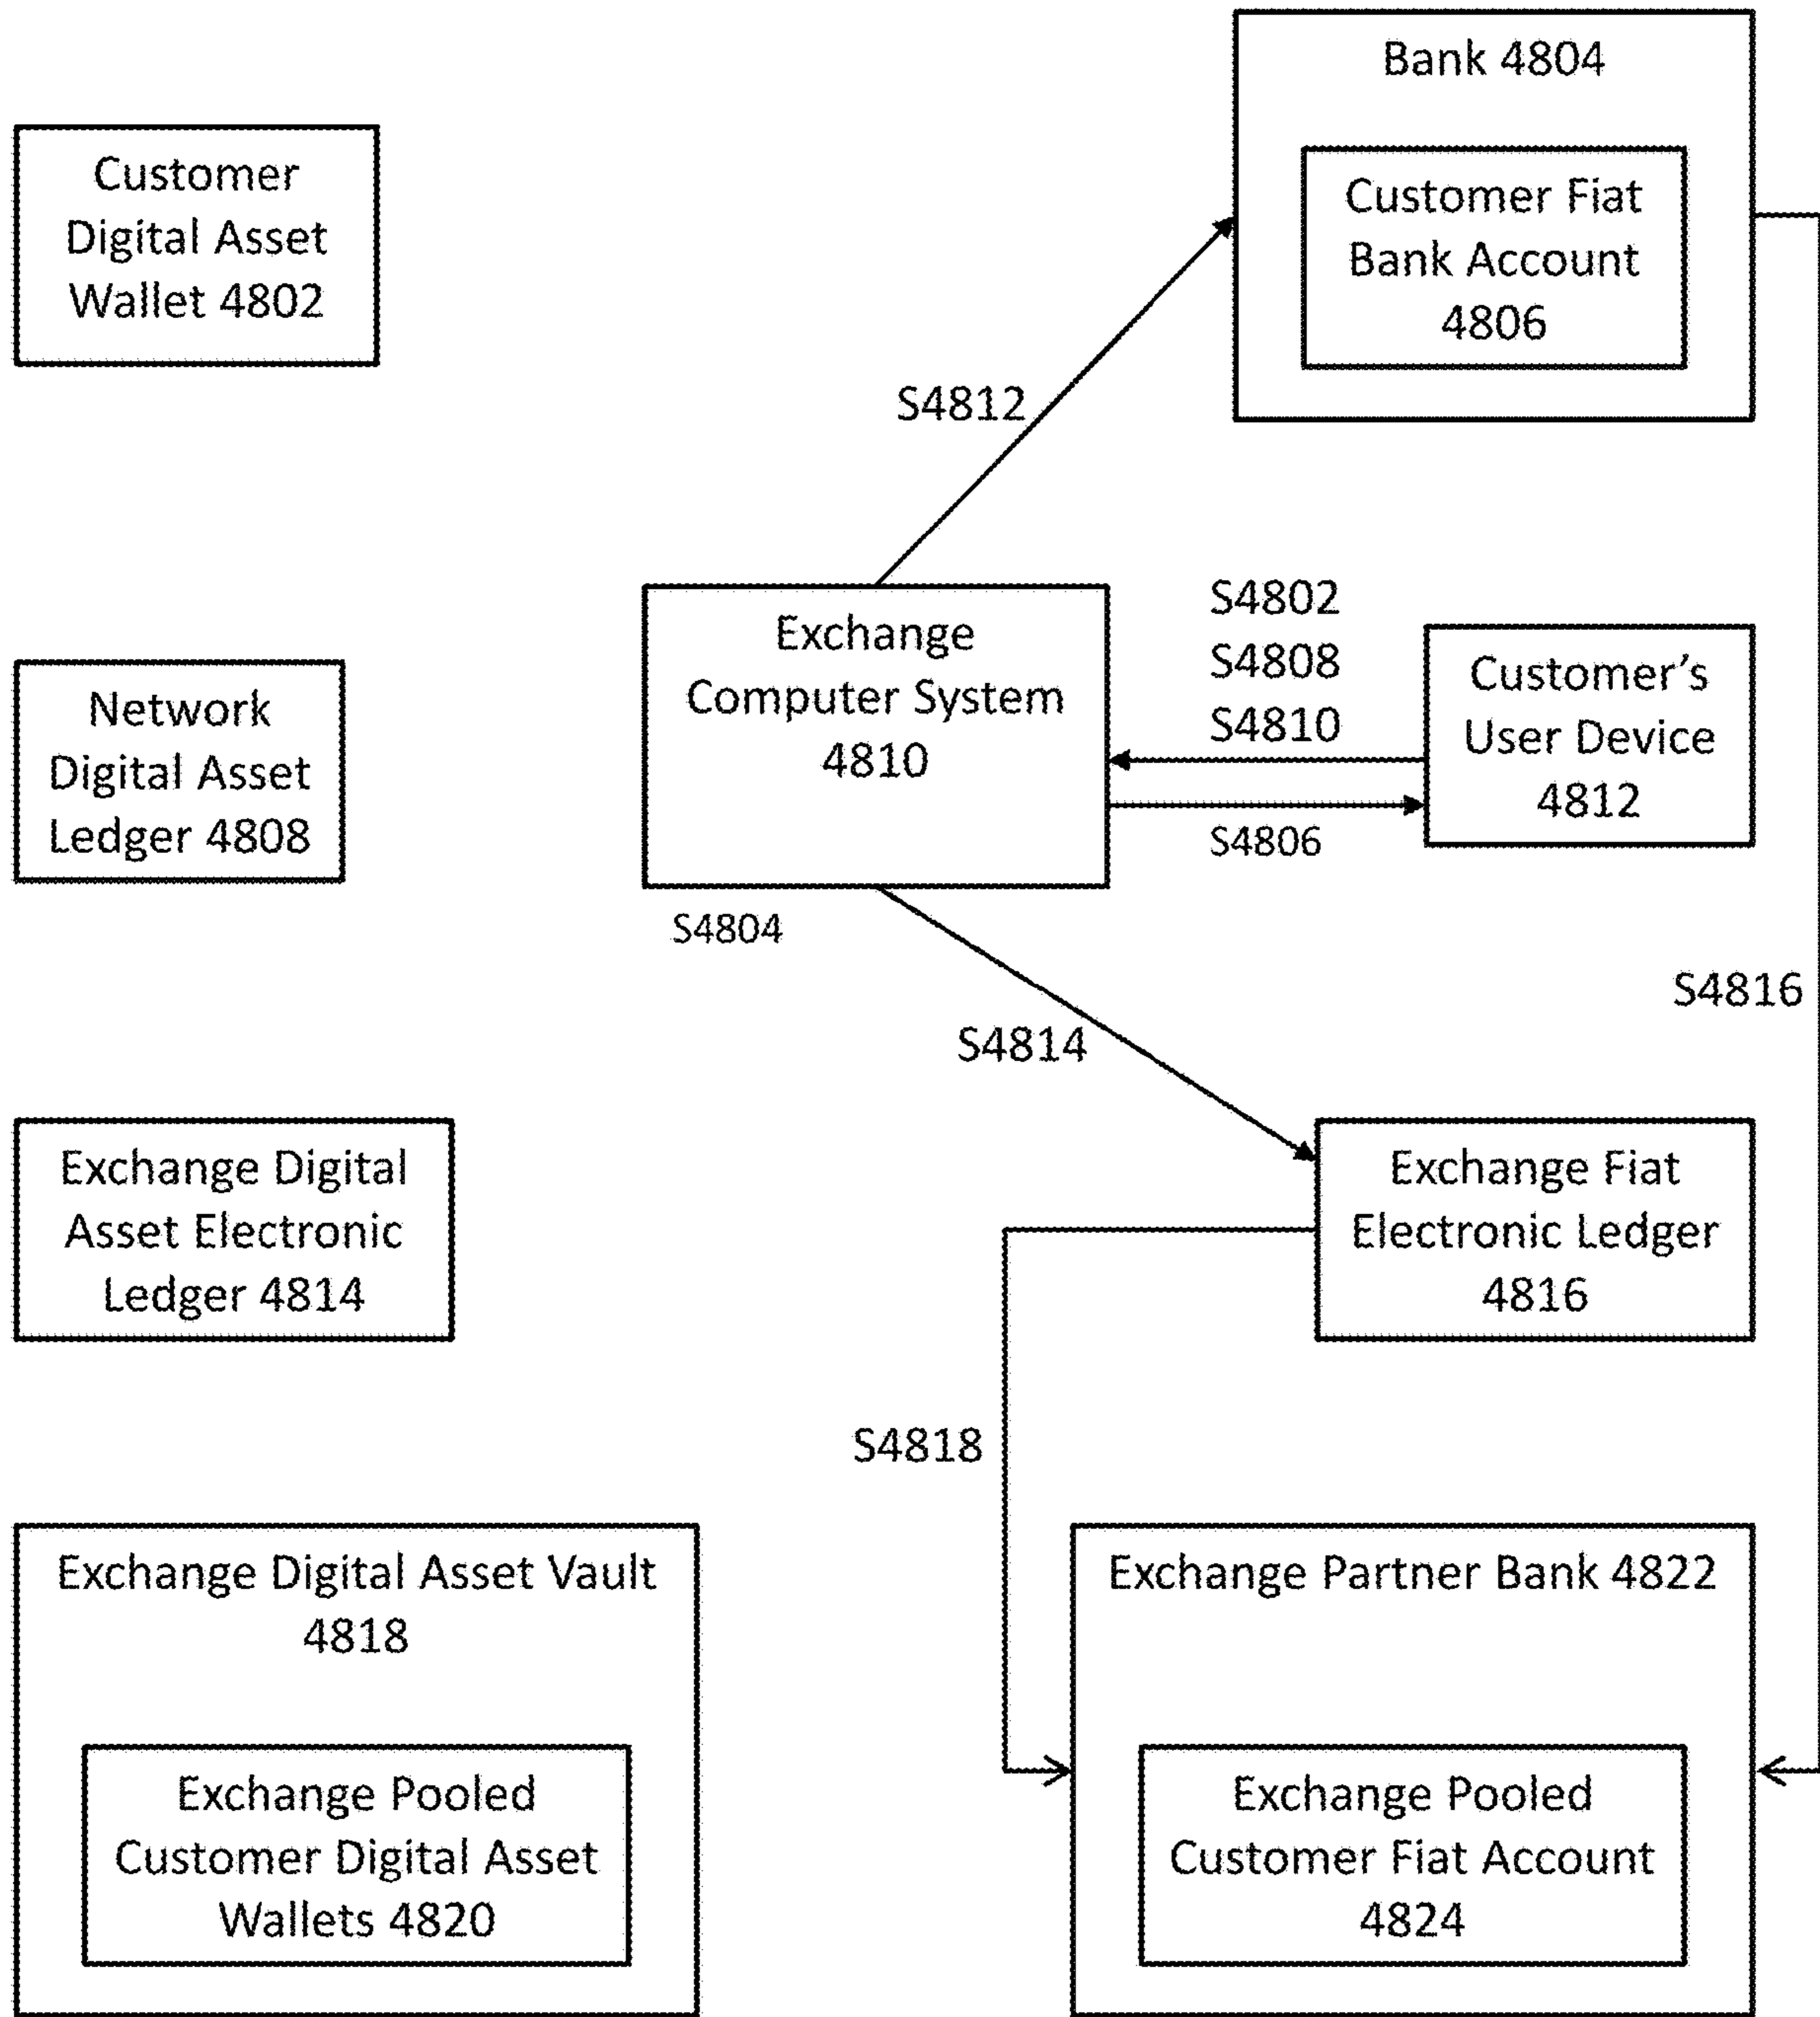 Bank 4804
Customer
Digital Asset
Wallet 4802
Customer Fiat
Bank Account
4806
S4812
Exchange
Computer System
4810
S4802
S4808
S4810
S4806
Customer’s
User Device
4812
Network
Digital Asset
Ledger 4808
S4804
S4816
S4814
Exchange Digital
Asset Electronic
Ledger 4814
Exchange Fiat
Electronic Ledger
4816
S4818
Exchange Digital Asset Vault
4818
Exchange Pooled
Customer Digital Asset
Wallets 4820
Exchange Partner Bank 4822
Exchange Pooled
Customer Fiat Account
4824